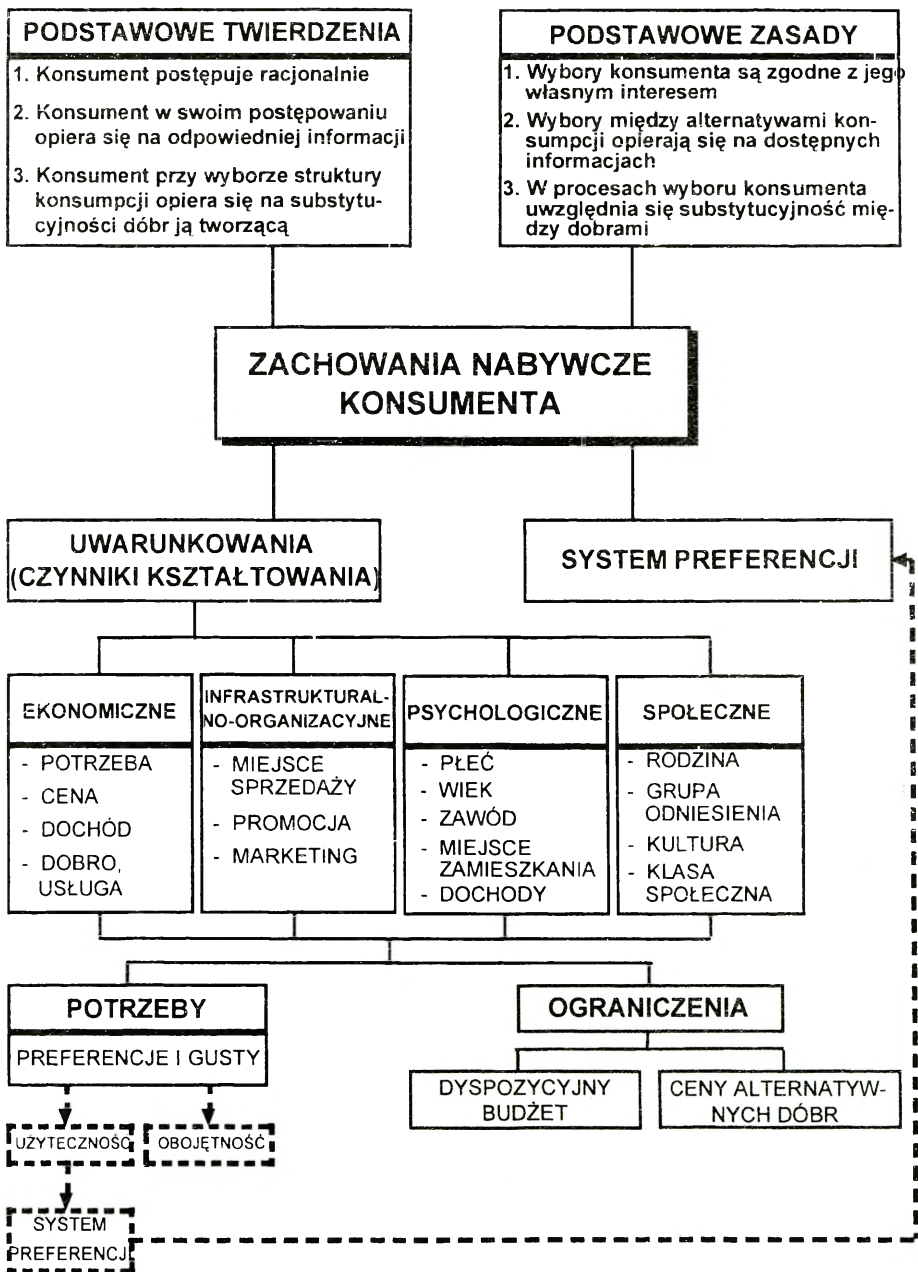 PODSTAWOWE TWIERDZENIA
1. Konsument postępuje racjonalnie
2. Konsument w swoim postępowaniu
opiera się na odpowiedniej informacji
3. Konsument przy wyborze struktury
konsumpcji opiera się na substytu-
cyjności dóbr ją tworzącą
PODSTAWOWE ZASADY
1. Wybory konsumenta są zgodne z jego
własnym interesem
2. Wybory między alternatywami kon-
sumpcji opierają się na dostępnych
informacjach
3. W procesach wyboru konsumenta
uwzględnia się substytucyjność mię-
dzy dobrami
ZACHOWANIA NABYWCZE
KONSUMENTA
UWARUNKOWANIA
(CZYNNIKI KSZTAŁTOWANIA)
SYSTEM PREFERENCJI
EKONOMICZNE
- POTRZEBA
- CENA
- DOCHÓD
- DOBRO,
USŁUGA
INFRASTRUKTURAL-
NO-ORGANIZACYJNE
- MIEJSCE
SPRZEDAŻY
- PROMOCJA
- MARKETING
PSYCHOLOGICZNE
- PŁEĆ
- WIEK
- ZAWÓD
- MIEJSCE
ZAMIESZKANIA
- DOCHODY
SPOŁECZNE
- RODZINA
- GRUPA
ODNIESIENIA
- KULTURA
- KLASA
SPOŁECZNA
POTRZEBY
PREFERENCJE I GUSTY
OGRANICZENIA
DYSPOZYCYJNY
BUDŻET
CENY ALTERNATYW-
NYCH DÓBR
UŻYTECZNOŚĆ
OBOJĘTNOŚĆ
SYSTEM
PREFERENCJI